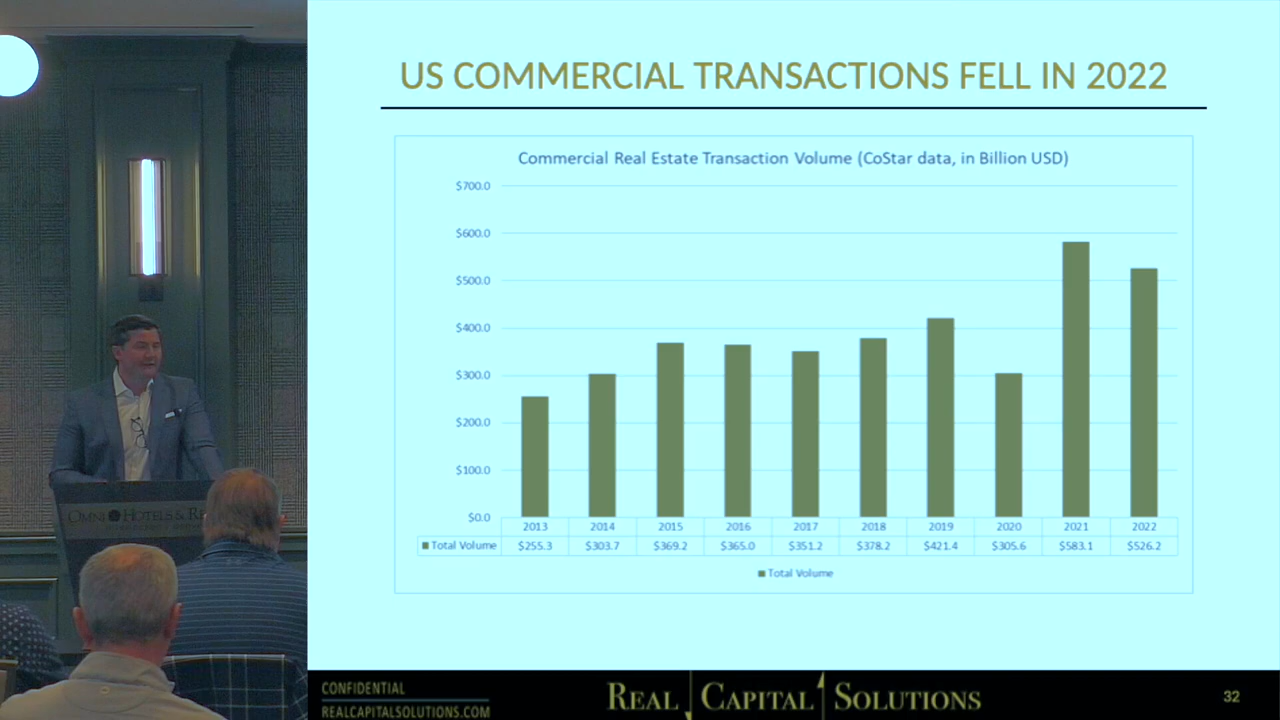 US COMMERCIAL TRANSACTIONS FELL IN 2022
Commercial Real Estate Transaction Volume (CoStar data, in Billion USD)
$700.0
$600.0
$500.0
$400.0
$300.0
$200.0
$100.0
$0.0
2013 2014 2015 2016 2017 2018 2019 2020 2021 2022
Total Volume $255.3 $303.7 $369.2 $365.0 $351.2 $378.2 $421.4 $305.6 $583.1 $526.2
Total Volume
OMNI HOTELS & RE
CONFIDENTIAL
REALCAPITALSOLUTIONS.COM
REAL CAPITAL SOLUTIONS
32